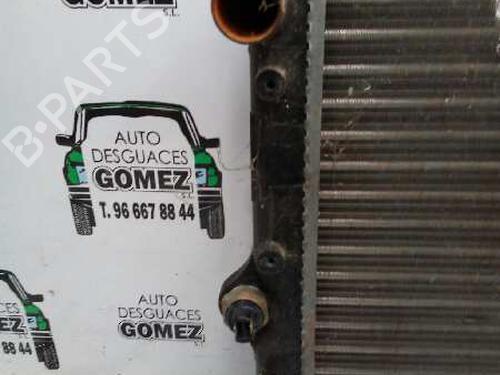 GOMEZ
S.L.
B-PARTS
AUTO
DESGUACES
GOMEZ
S.L.
T. 96 667 88 44
AUTO
DESGUACES
GOMEZ
S.L.
88 44